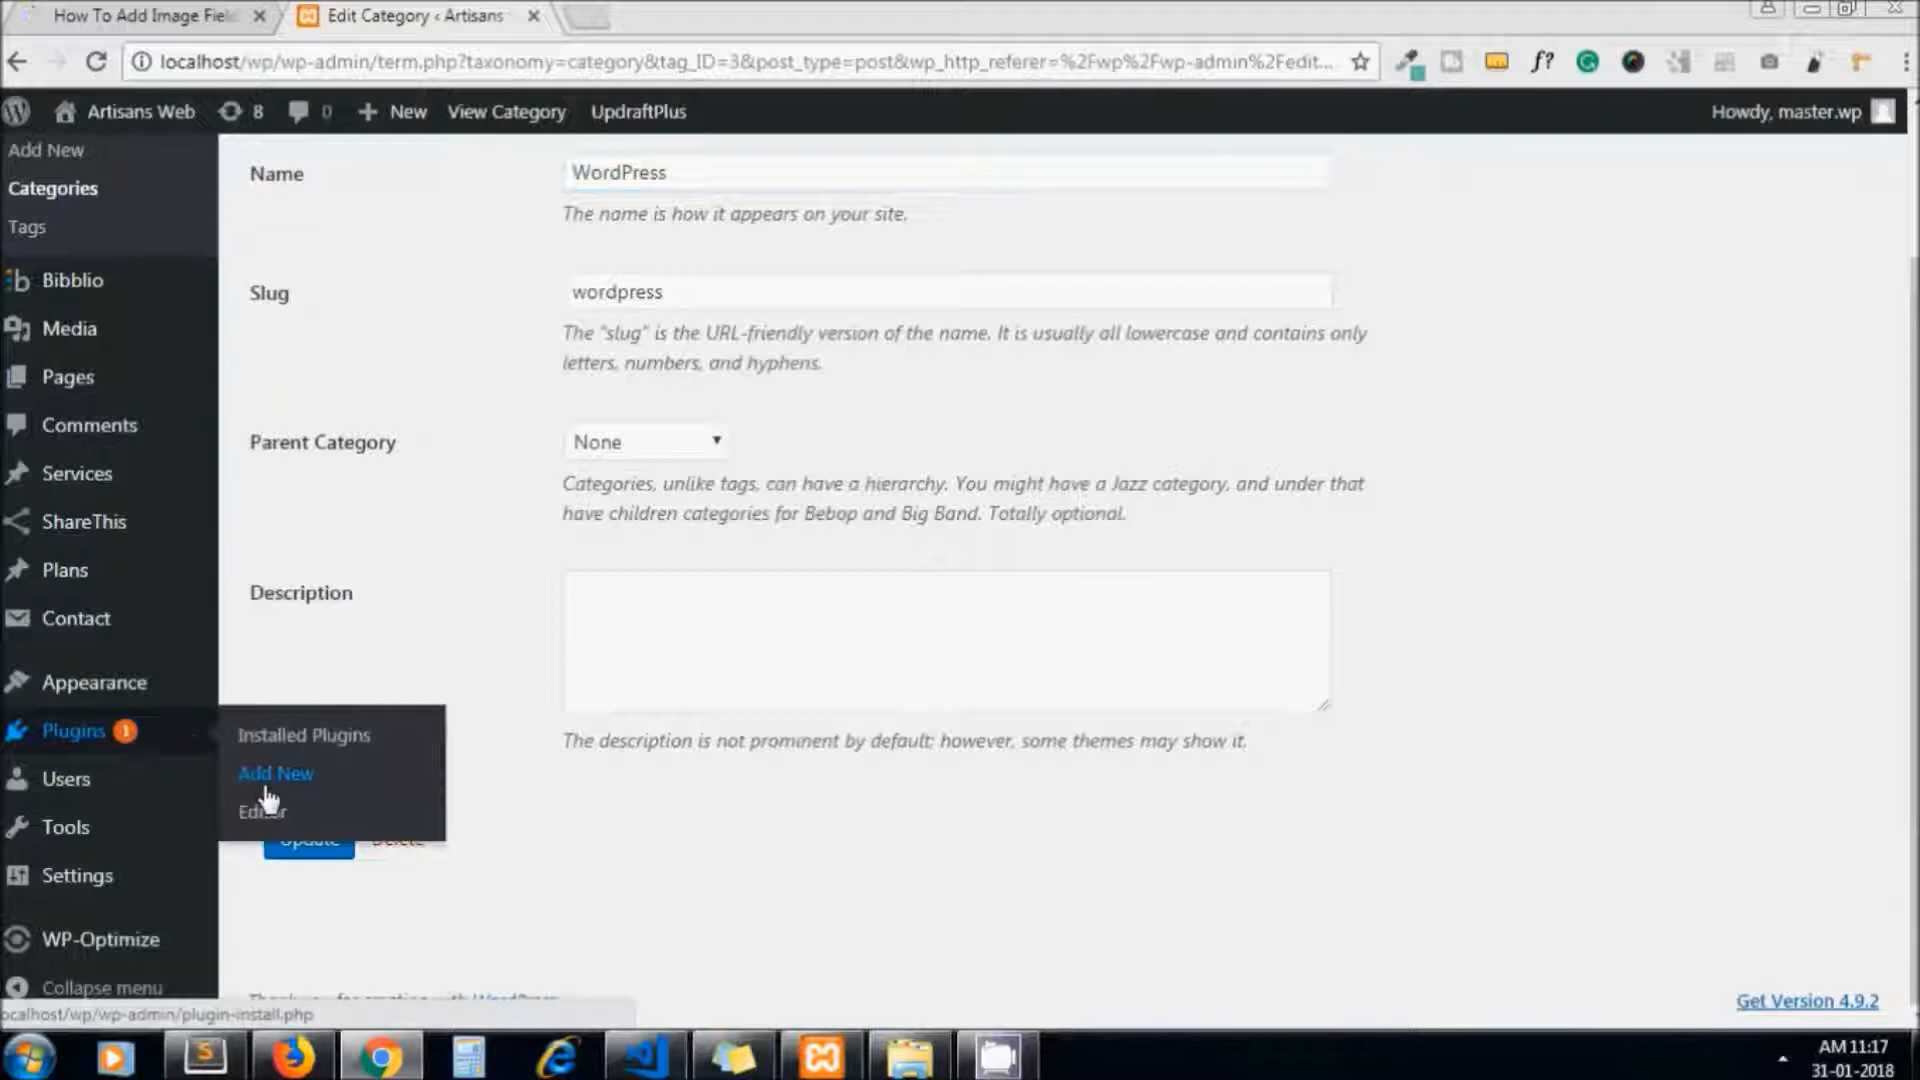 How To Add Image Fiel
Edit Category ‹ Artisans
localhost/wp/wp-admin/term.php?taxonomy=category&tag_ID=3&post_type=post&wp_http_referer=%2Fwp%2Fwp-admin%2Fedit...
f?
Artisans Web
8
0
New
View Category
UpdraftPlus
Howdy, master.wp
Add New
Categories
Tags
Bibblio
Media
Pages
Comments
Services
ShareThis
Plans
Contact
Appearance
Plugins 1
Users
Tools
Settings
WP-Optimize
Collapse menu
Installed Plugins
Add New
Editor
Name
WordPress
The name is how it appears on your site.
Slug
wordpress
The "slug" is the URL-friendly version of the name. It is usually all lowercase and contains only
letters, numbers, and hyphens.
Parent Category
None
Categories, unlike tags, can have a hierarchy. You might have a Jazz category, and under that
have children categories for Bebop and Big Band. Totally optional.
Description
The description is not prominent by default; however, some themes may show it.
Update
Delete
Get Version 4.9.2
ocalhost/wp/wp-admin/plugin-install.php
AM 11:17
31-01-2018